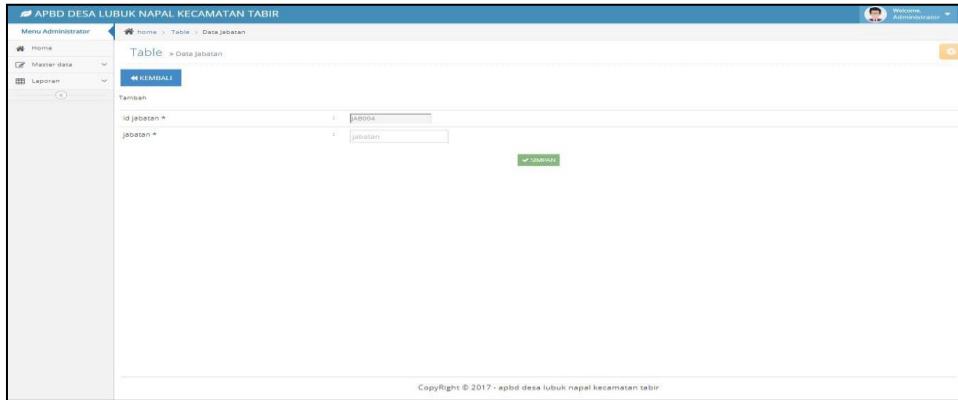 APBD DESA LUBUK NAPAL KECAMATAN TABIR
Welcome,
Administrator
Menu Administrator
home > Table > Data Jabatan
Home
Table » Data Jabatan
Master data
KEMBALI
Laporan
Tambah
id jabatan * : JAB004
jabatan * : jabatan
SIMPAN
CopyRight © 2017 - apbd desa lubuk napal kecamatan tabir